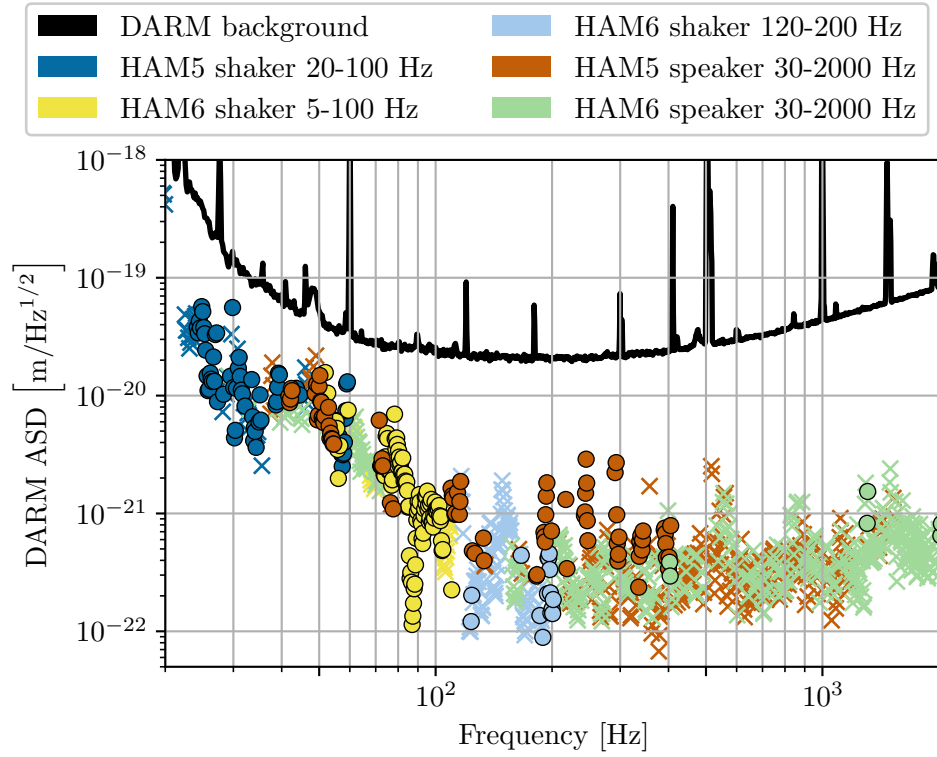 DARM background
HAM5 shaker 20-100 Hz
HAM6 shaker 5-100 Hz
HAM6 shaker 120-200 Hz
HAM5 speaker 30-2000 Hz
HAM6 speaker 30-2000 Hz
DARM ASD [m/Hz^{1/2}]
10^{-18}
10^{-19}
10^{-20}
10^{-21}
10^{-22}
10^2
10^3
Frequency [Hz]